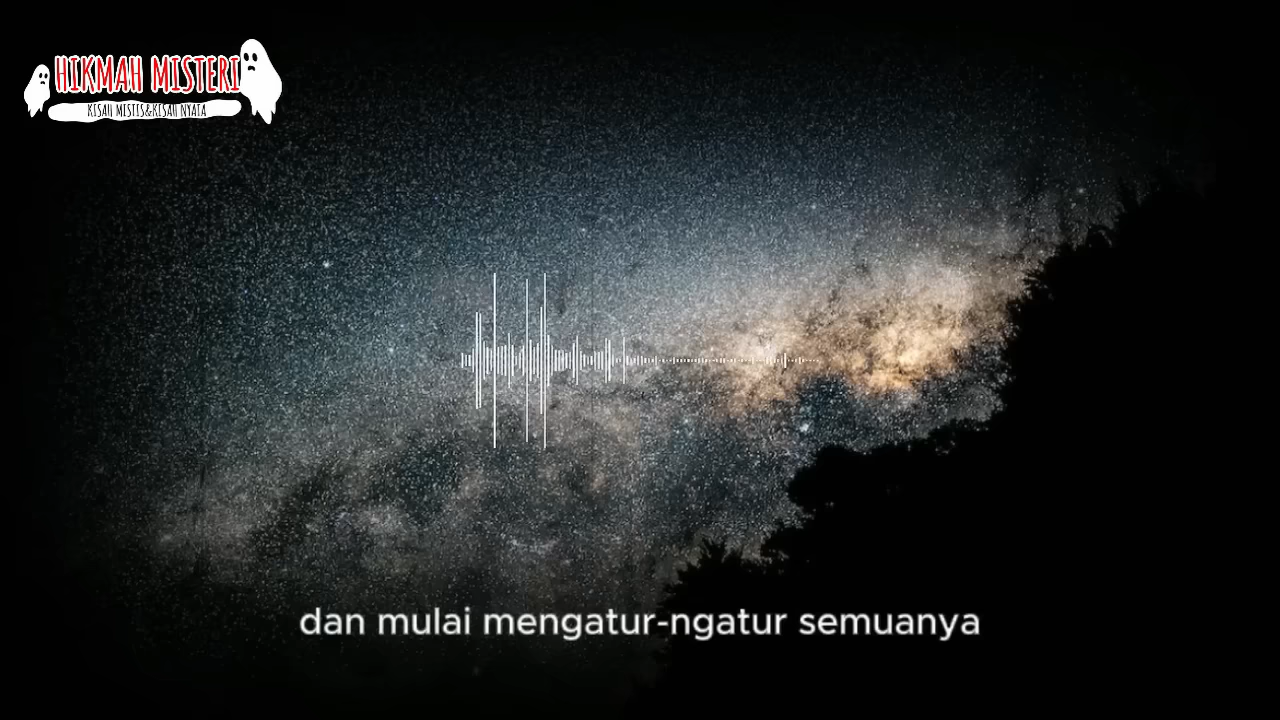 HIKMAH MISTERI
KISAH MISTIS&KISAH NYATA
dan mulai mengatur-ngatur semuanya